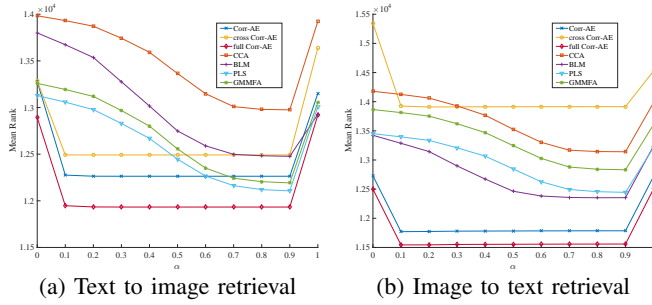 ×10⁴
1.4
1.35
1.3
1.25
1.2
1.15
Mean Rank
0 0.1 0.2 0.3 0.4 0.5 0.6 0.7 0.8 0.9 1
α
Corr-AE
cross Corr-AE
full Corr-AE
CCA
BLM
PLS
GMMFA
(a) Text to image retrieval
×10⁴
1.55
1.5
1.45
1.4
1.35
1.3
1.25
1.2
1.15
Mean Rank
0 0.1 0.2 0.3 0.4 0.5 0.6 0.7 0.8 0.9
α
Corr-AE
cross Corr-AE
full Corr-AE
CCA
BLM
PLS
GMMFA
(b) Image to text retrieval